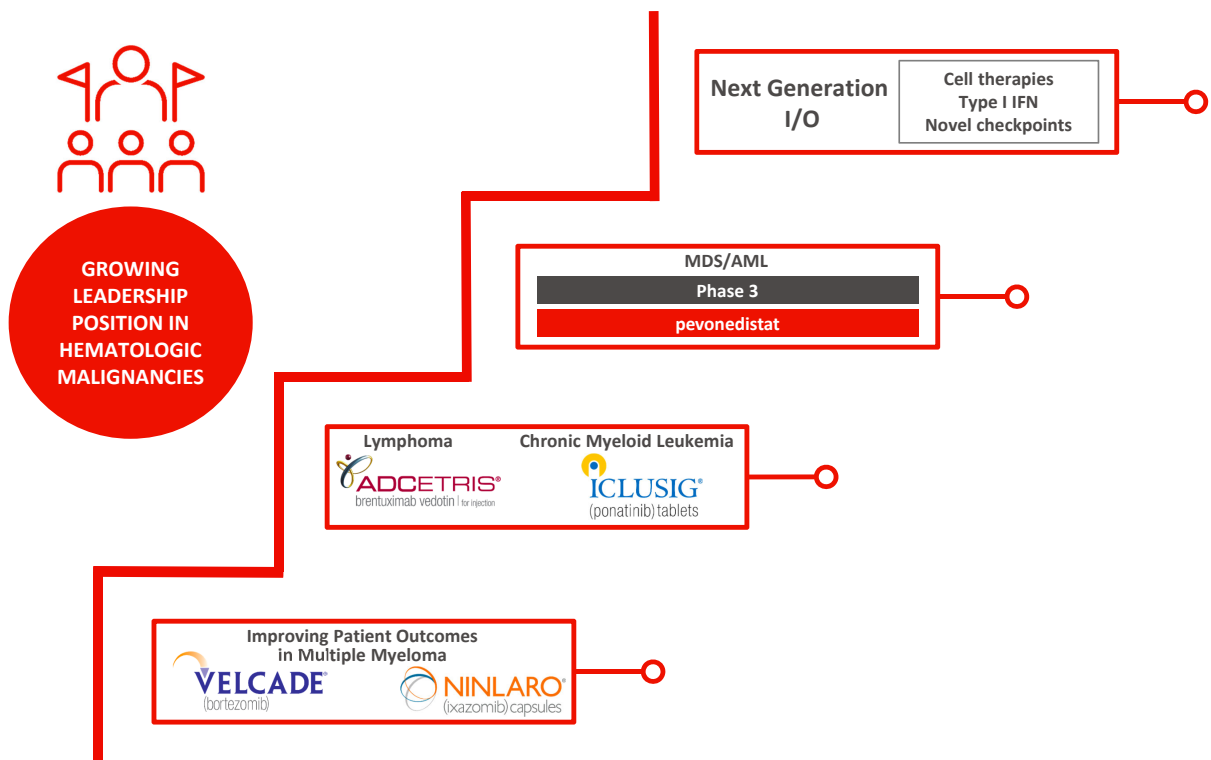 GROWING
LEADERSHIP
POSITION IN
HEMATOLOGIC
MALIGNANCIES
Next Generation
I/O
Cell therapies
Type I IFN
Novel checkpoints
MDS/AML
Phase 3
pevonedistat
Lymphoma
ADCETRIS®
brentuximab vedotin | for injection
Chronic Myeloid Leukemia
ICLUSIG®
(ponatinib) tablets
Improving Patient Outcomes
in Multiple Myeloma
VELCADE®
(bortezomib)
NINLARO®
(ixazomib) capsules